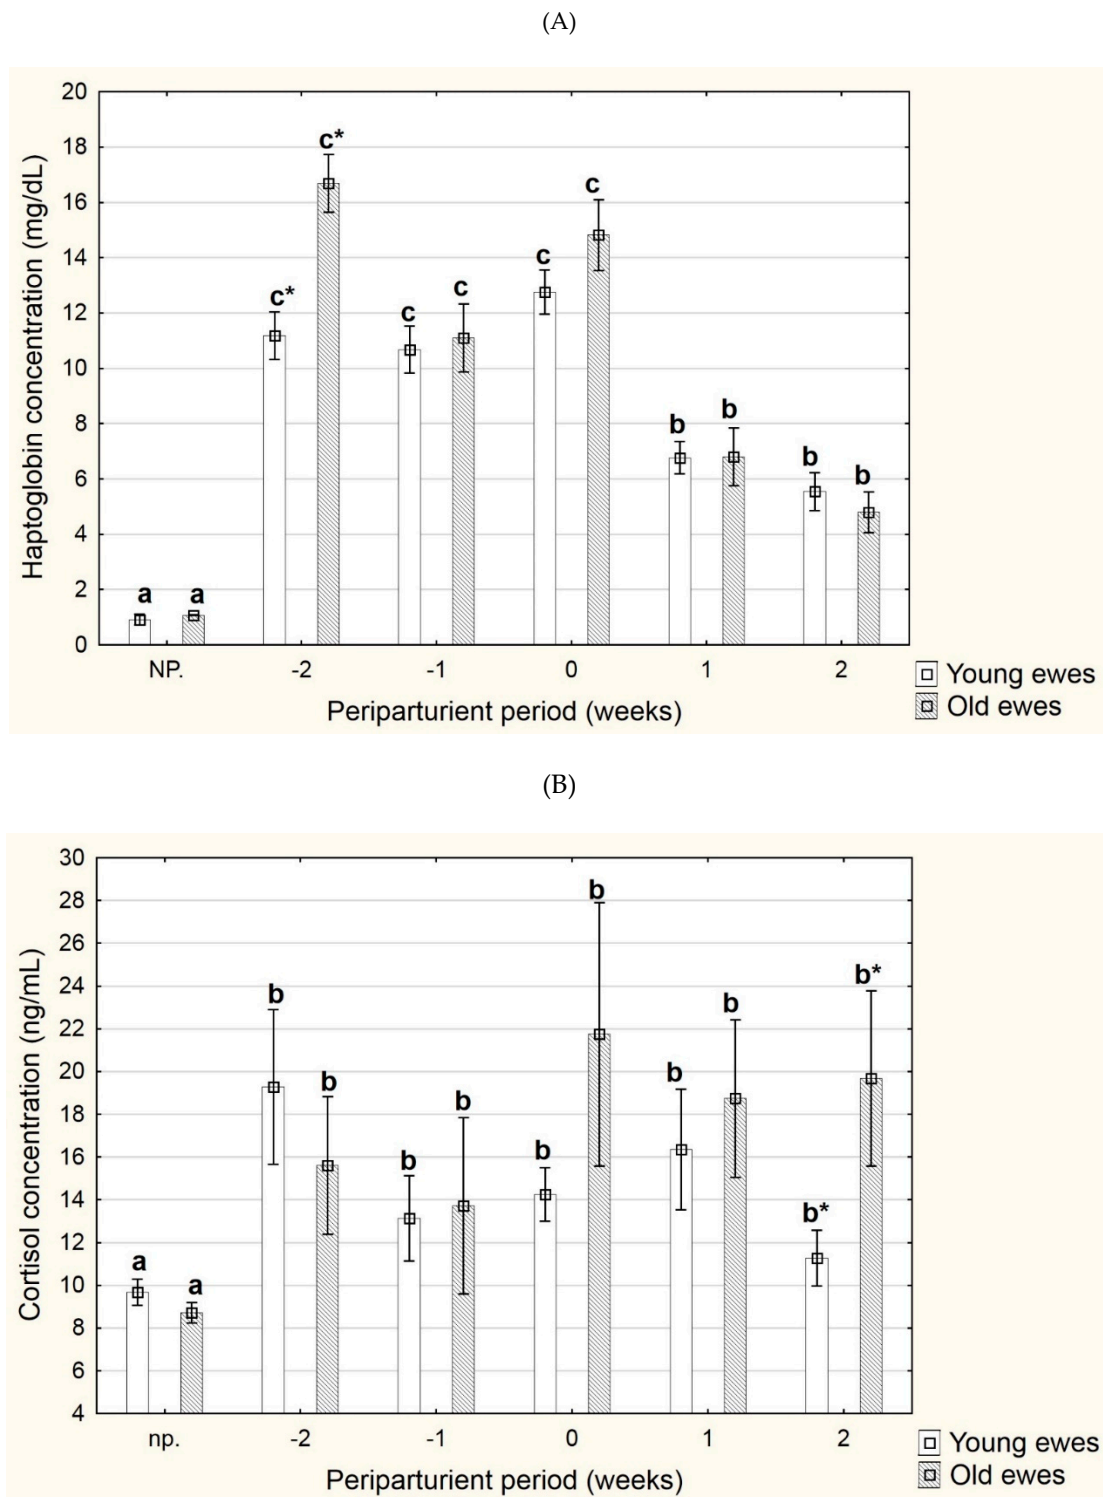 (A)
Haptoglobin concentration (mg/dL)
20
18
16
14
12
10
8
6
4
2
0
a a c* c* c c c c b b b b
NP. -2 -1 0 1 2
Periparturient period (weeks)
Young ewes
Old ewes
(B)
Cortisol concentration (ng/mL)
30
28
26
24
22
20
18
16
14
12
10
8
6
4
a a b b b b b b b b b* b*
np. -2 -1 0 1 2
Periparturient period (weeks)
Young ewes
Old ewes